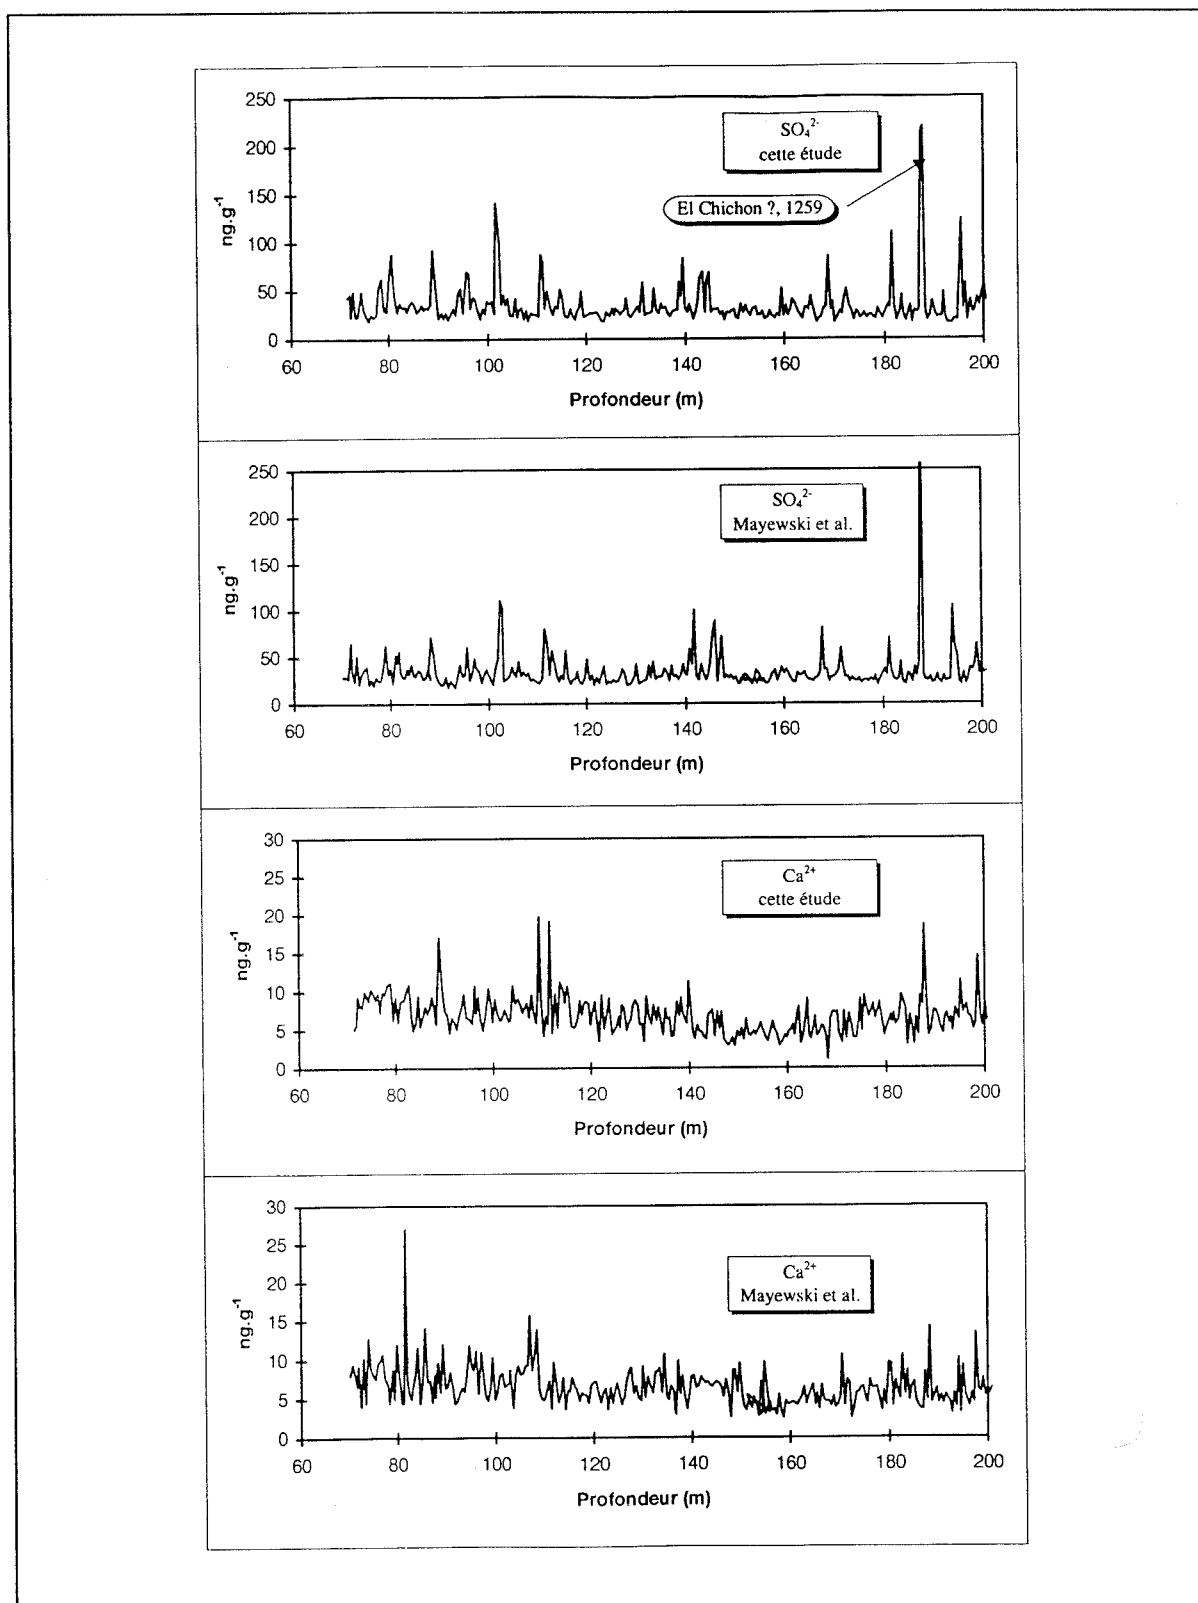 250
200
150
100
50
0
ng.g⁻¹
SO₄²⁻
cette étude
El Chichon ?, 1259
60 80 100 120 140 160 180 200
Profondeur (m)
250
200
150
100
50
0
ng.g⁻¹
SO₄²⁻
Mayewski et al.
60 80 100 120 140 160 180 200
Profondeur (m)
30
25
20
15
10
5
0
ng.g⁻¹
Ca²⁺
cette étude
60 80 100 120 140 160 180 200
Profondeur (m)
30
25
20
15
10
5
0
ng.g⁻¹
Ca²⁺
Mayewski et al.
60 80 100 120 140 160 180 200
Profondeur (m)